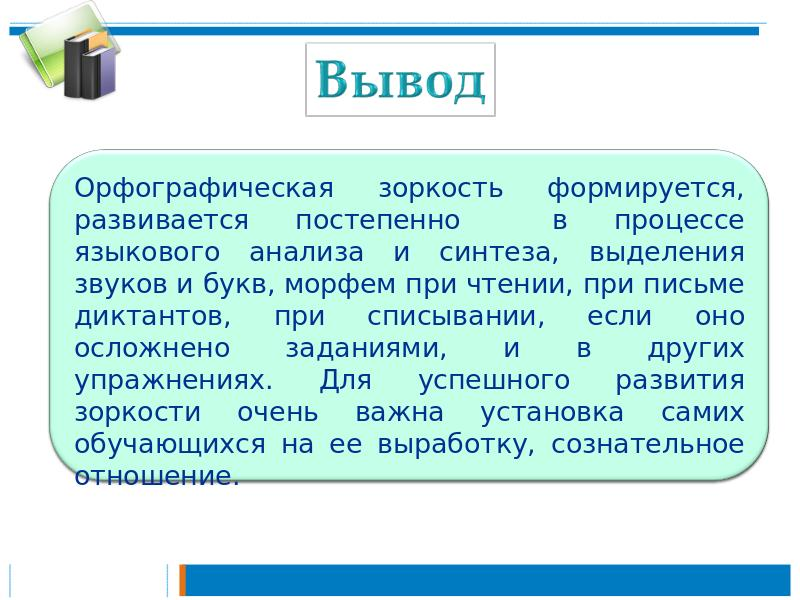 Вывод
Орфографическая зоркость формируется,
развивается постепенно в процессе
языкового анализа и синтеза, выделения
звуков и букв, морфем при чтении, при письме
диктантов, при списывании, если оно
осложнено заданиями, и в других
упражнениях. Для успешного развития
зоркости очень важна установка самих
обучающихся на ее выработку, сознательное
отношение.